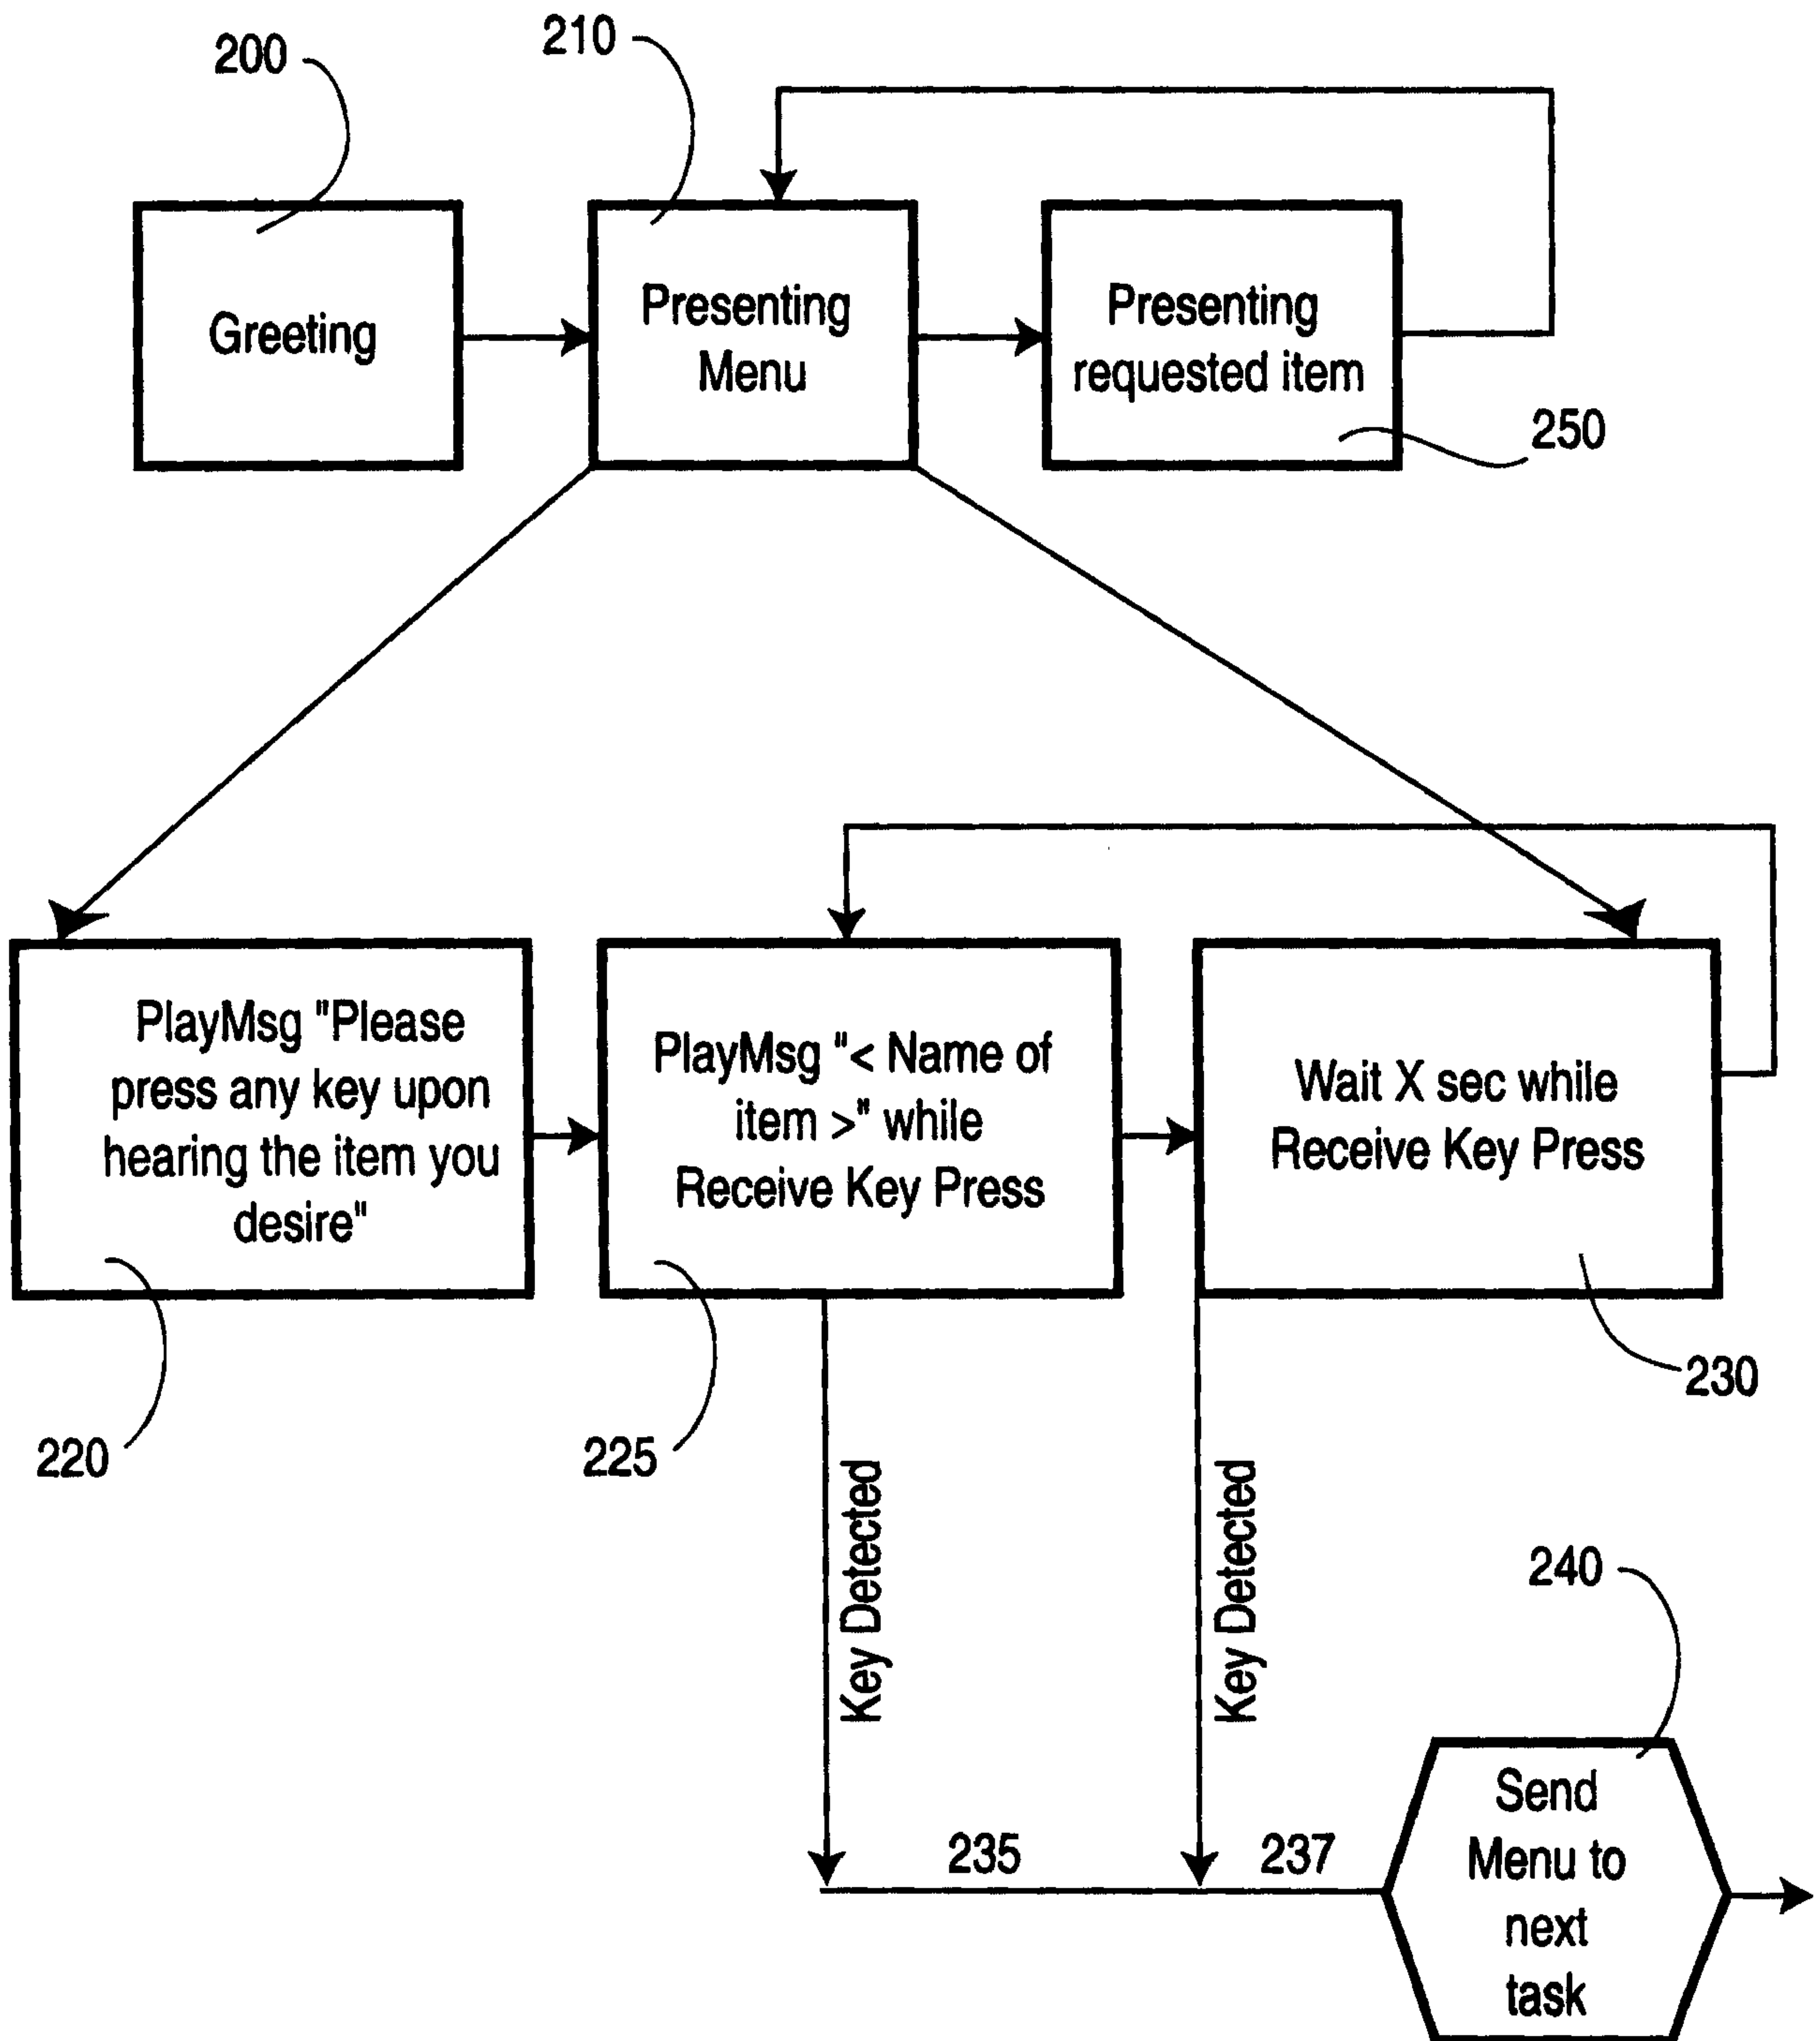 200
210
Greeting
Presenting
Menu
Presenting
requested item
250
PlayMsg "Please
press any key upon
hearing the item you
desire"
PlayMsg "< Name of
item >" while
Receive Key Press
Wait X sec while
Receive Key Press
220
225
230
Key Detected
Key Detected
240
235
237
Send
Menu to
next
task